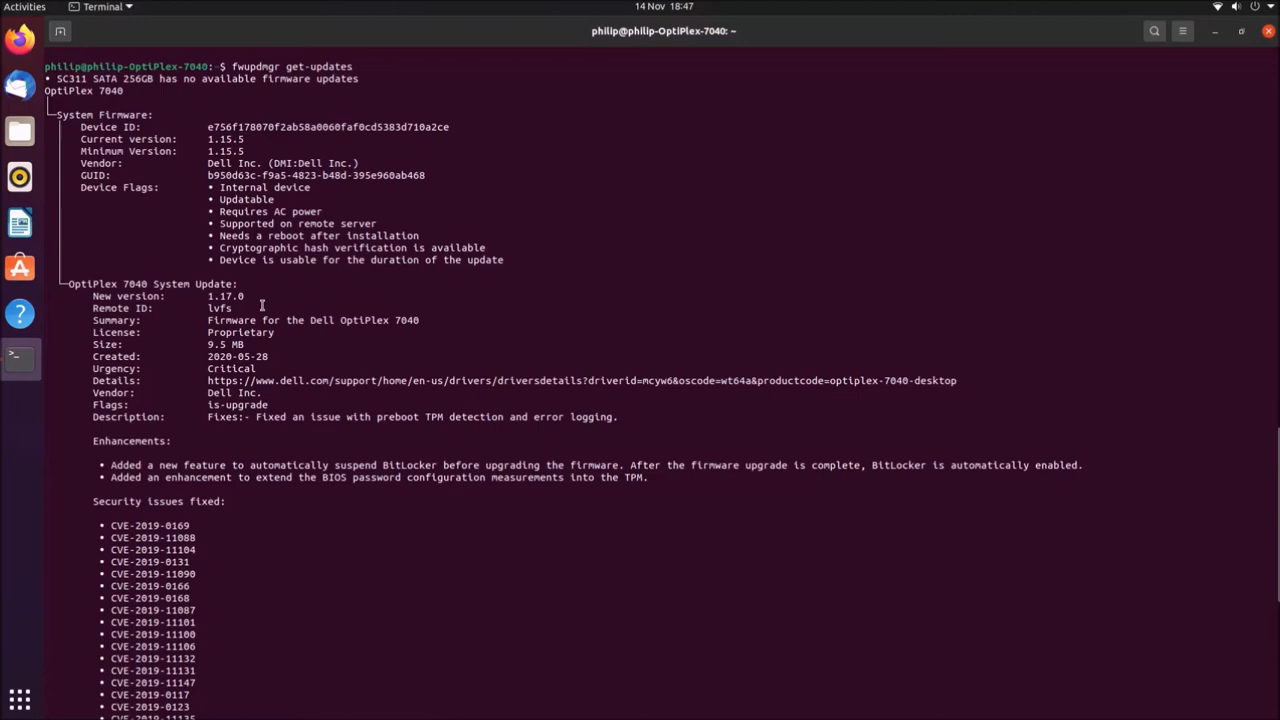 Activities
Terminal
14 Nov 18:47
philip@philip-OptiPlex-7040: ~
philip@philip-OptiPlex-7040:~$ fwupdmgr get-updates
• SC311 SATA 256GB has no available firmware updates
OptiPlex 7040
System Firmware:
Device ID: e756f178070f2ab58a0060faf0cd5383d710a2ce
Current version: 1.15.5
Minimum Version: 1.15.5
Vendor: Dell Inc. (DMI:Dell Inc.)
GUID: b950d63c-f9a5-4823-b48d-395e960ab468
Device Flags: • Internal device
• Updatable
• Requires AC power
• Supported on remote server
• Needs a reboot after installation
• Cryptographic hash verification is available
• Device is usable for the duration of the update
OptiPlex 7040 System Update:
New version: 1.17.0
Remote ID: lvfs
Summary: Firmware for the Dell OptiPlex 7040
License: Proprietary
Size: 9.5 MB
Created: 2020-05-28
Urgency: Critical
Details: https://www.dell.com/support/home/en-us/drivers/driversdetails?driverid=mcyw6&oscode=wt64a&productcode=optiplex-7040-desktop
Vendor: Dell Inc.
Flags: is-upgrade
Description: Fixes:- Fixed an issue with preboot TPM detection and error logging.
Enhancements:
• Added a new feature to automatically suspend BitLocker before upgrading the firmware. After the firmware upgrade is complete, BitLocker is automatically enabled.
• Added an enhancement to extend the BIOS password configuration measurements into the TPM.
Security issues fixed:
• CVE-2019-0169
• CVE-2019-11088
• CVE-2019-11104
• CVE-2019-0131
• CVE-2019-11090
• CVE-2019-0166
• CVE-2019-0168
• CVE-2019-11087
• CVE-2019-11101
• CVE-2019-11100
• CVE-2019-11106
• CVE-2019-11132
• CVE-2019-11131
• CVE-2019-11147
• CVE-2019-0117
• CVE-2019-0123
• CVE-2019-11135